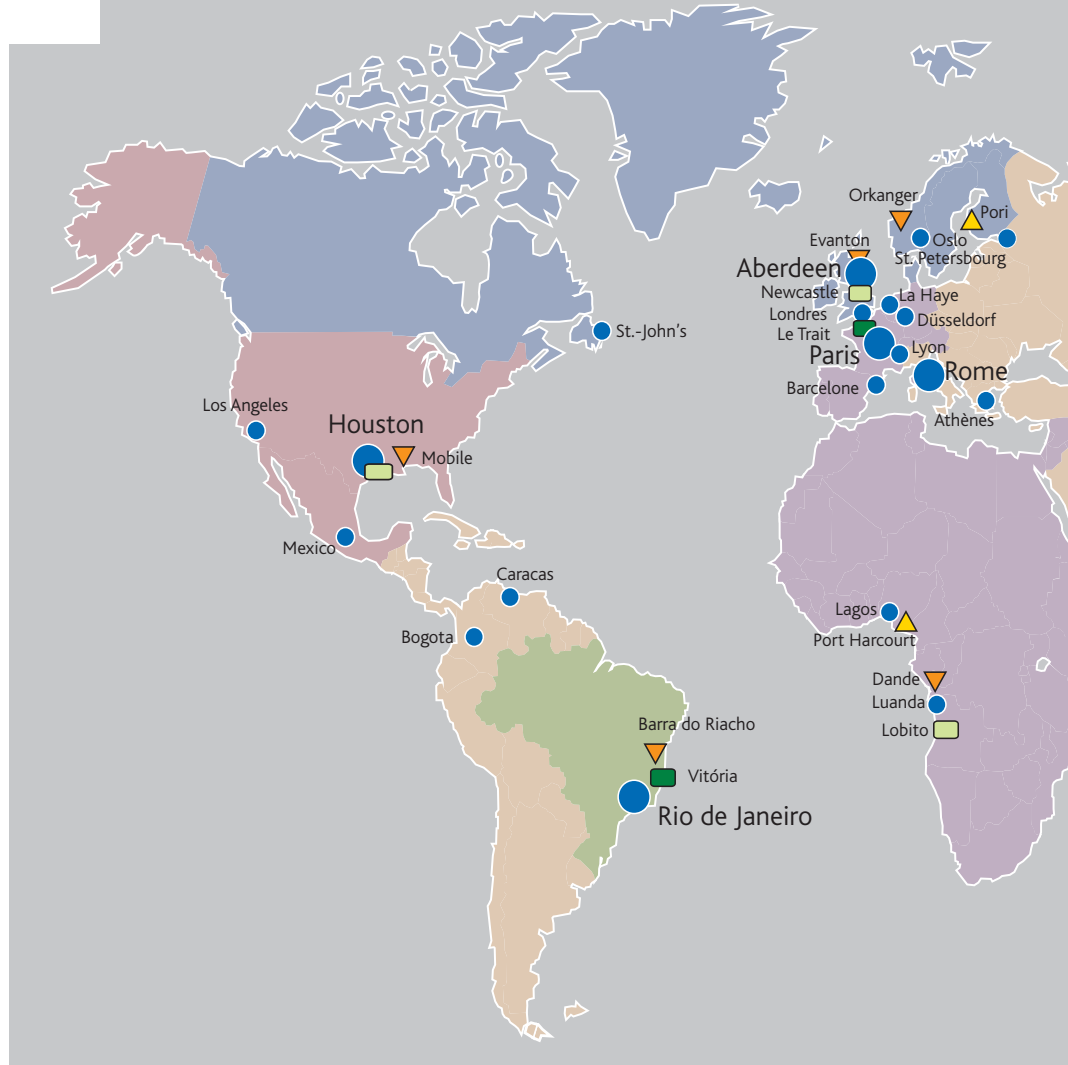 Orkanger
Pori
Evanton
Oslo
St. Petersbourg
Aberdeen
Newcastle
La Haye
Londres
Düsseldorf
Le Trait
St.-John's
Paris
Lyon
Rome
Barcelone
Los Angeles
Athènes
Houston
Mobile
Mexico
Caracas
Lagos
Bogota
Port Harcourt
Dande
Luanda
Barra do Riacho
Lobito
Vitória
Rio de Janeiro